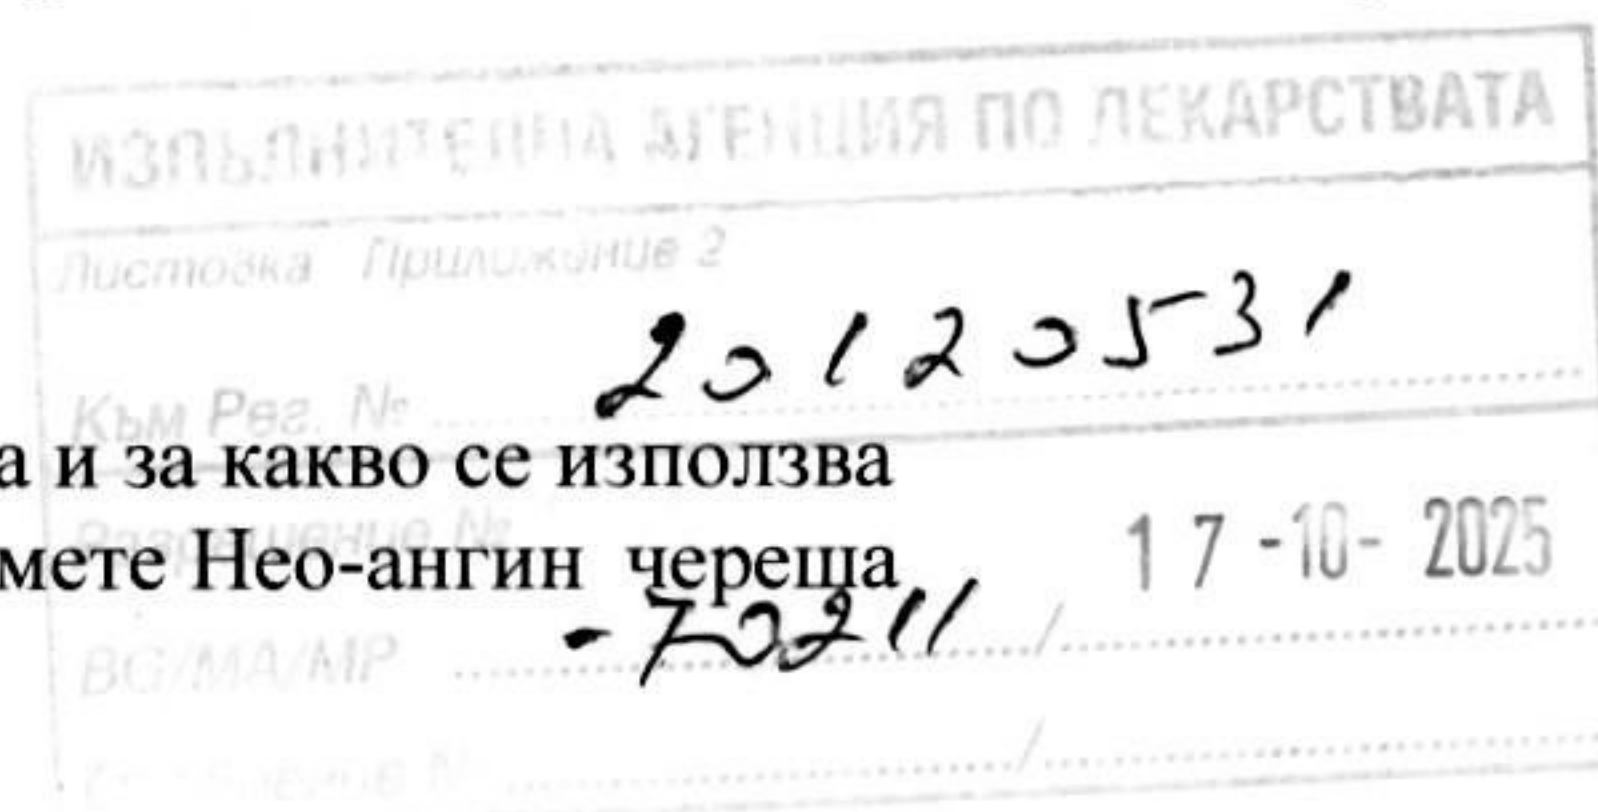 ИЗПЪЛНИТЕЛНА АГЕНЦИЯ ПО ЛЕКАРСТВАТА
Листовка Приложение 2
Към Рег. № 20120531
а и за какво се използва
Разрешение №
мете Нео-ангин череша
17-10-2025
BG/MA/MP -70211 /
/